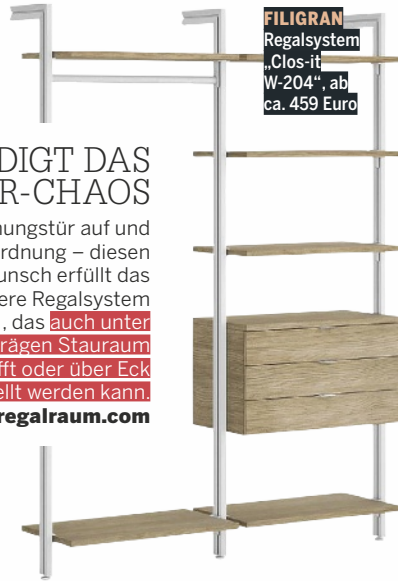 FILIGRAN
Regalsystem
„Clos-it
W-204“, ab
ca. 459 Euro
DIGT DAS
R-CHAOS
nungstür auf und
rdnung – diesen
unsch erfüllt das
ere Regalsystem
, das auch unter
rägen Stauraum
fft oder über Eck
ellt werden kann.
regalraum.com